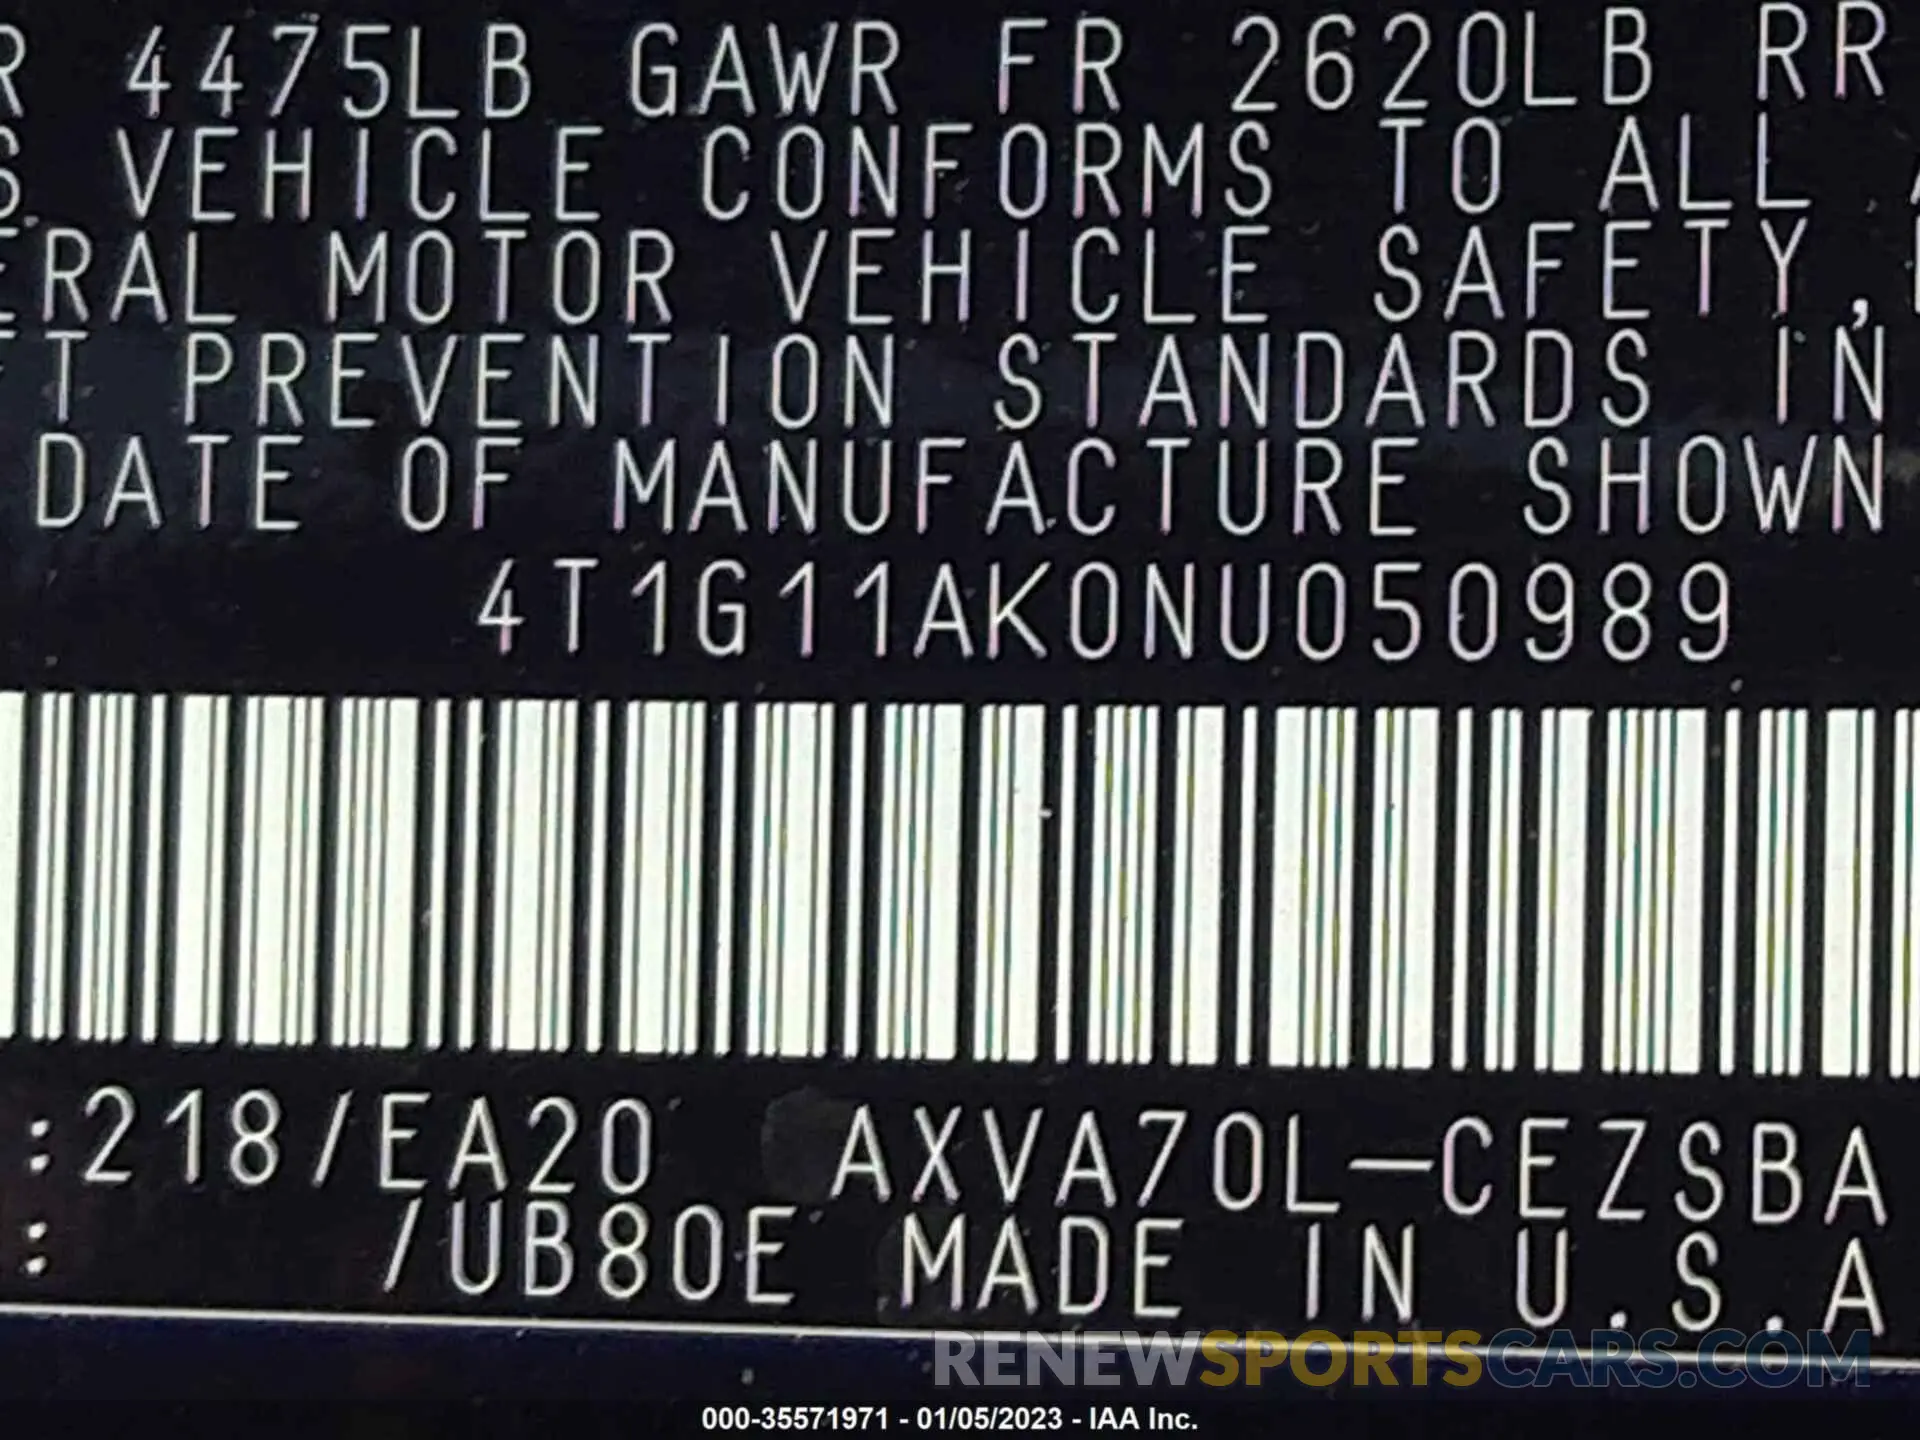 R 4475LB GAWR FR 2620LB RR
S VEHICLE CONFORMS TO ALL
ERAL MOTOR VEHICLE SAFETY,
FT PREVENTION STANDARDS IN
DATE OF MANUFACTURE SHOWN
4T1G11AK0NU050989
:218/EA20 AXVA70L-CEZSBA
: /UB80E MADE IN U.S.A
RENEWSPORTSCARS.COM
000-35571971 - 01/05/2023 - IAA Inc.